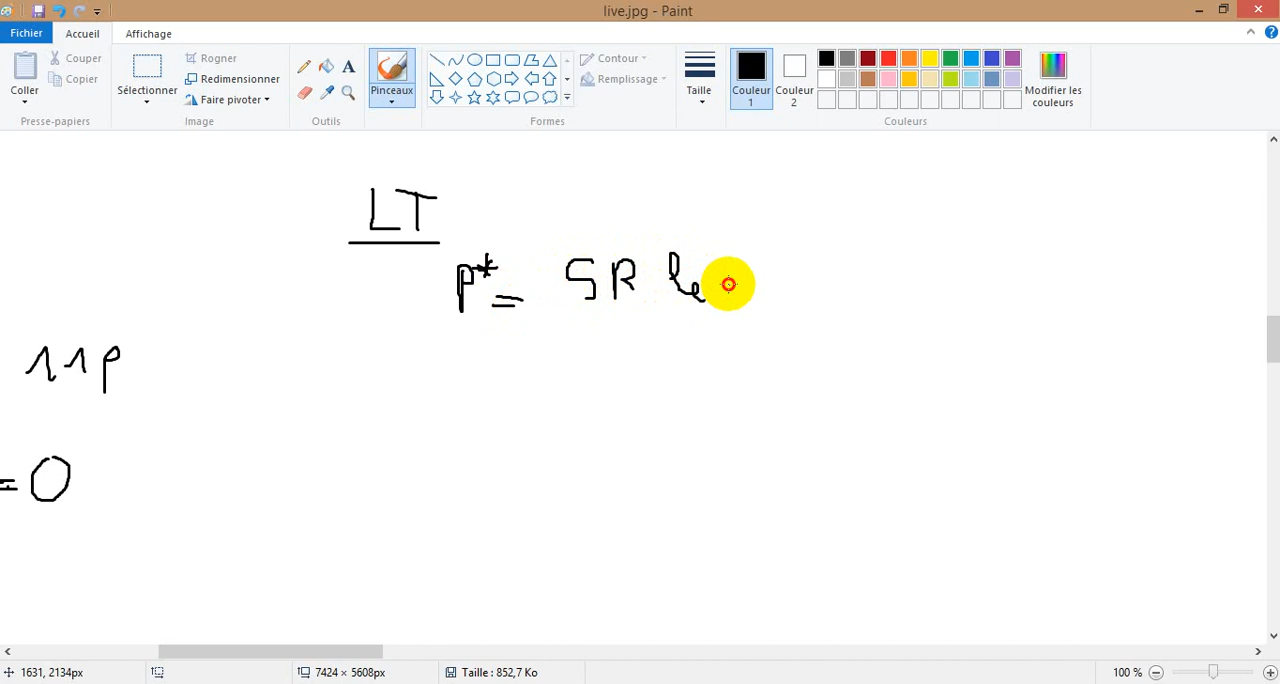 live.jpg - Paint
Fichier
Accueil
Affichage
Coller
Couper
Copier
Presse-papiers
Sélectionner
Rogner
Redimensionner
Faire pivoter
Image
A
Outils
Pinceaux
Contour
Remplissage
Formes
Taille
Couleur 1
Couleur 2
Modifier les couleurs
Couleurs
LT
P* = SR le
11p
= 0
1631, 2134px
7424 × 5608px
Taille : 852,7 Ko
100 %